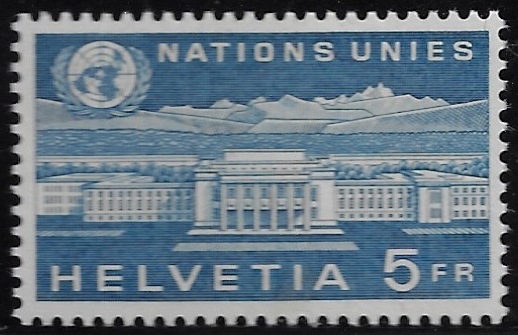 NATIONS UNIES
HELVETIA 5 FR